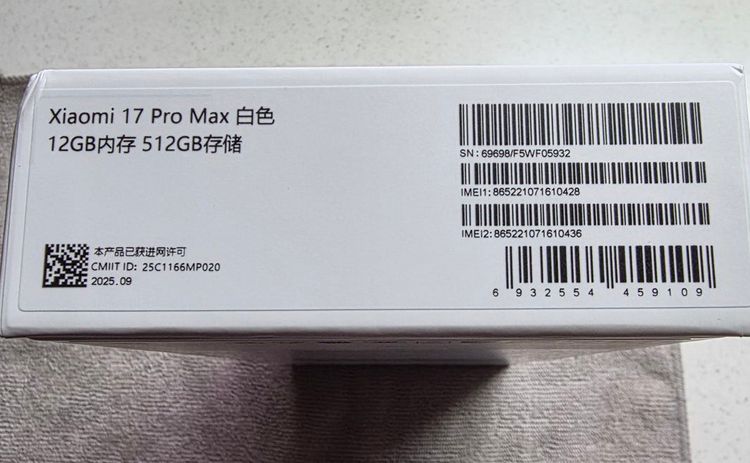 Xiaomi 17 Pro Max 白色
12GB内存 512GB存储
SN: 69698/F5WF05932
IMEI1: 865221071610428
IMEI2: 865221071610436
本产品已获进网许可
CMIIT ID: 25C1166MP020
2025.09
6 932554 459109